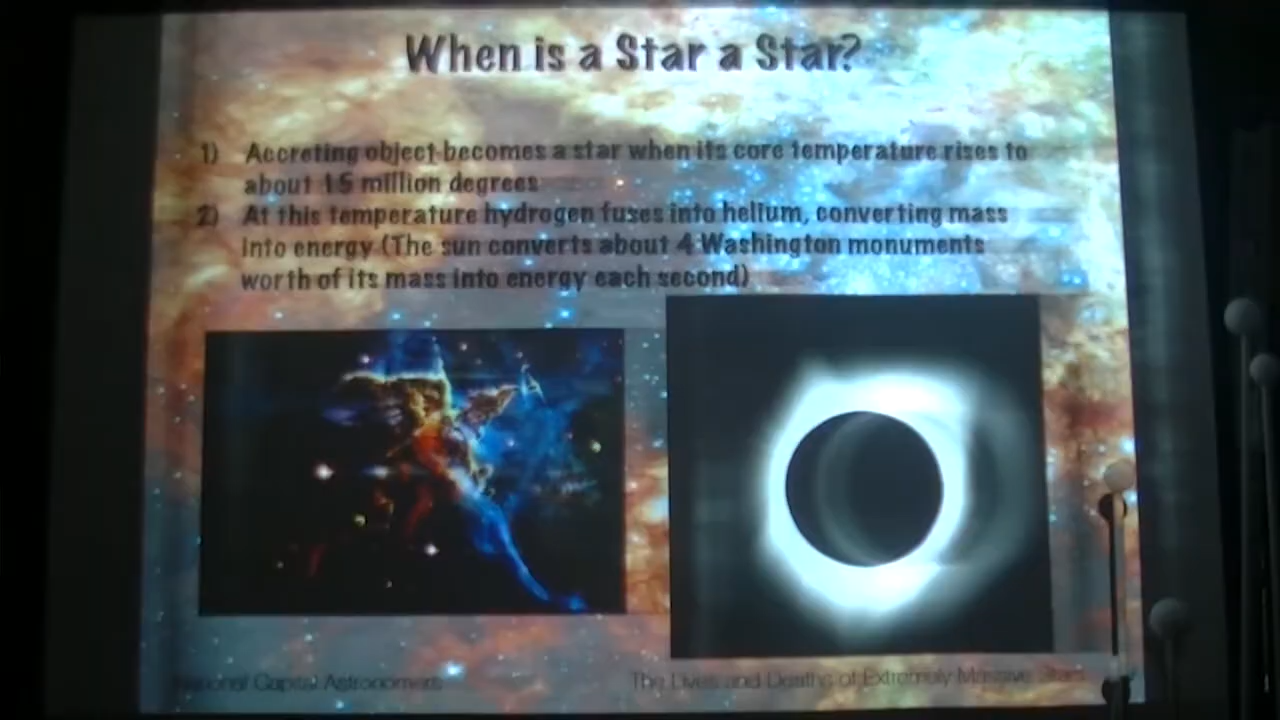 When is a Star a Star?
1) Accreting object becomes a star when its core temperature rises to
about 15 million degrees
2) At this temperature hydrogen fuses into helium, converting mass
into energy (The sun converts about 4 Washington monuments
worth of its mass into energy each second)
National Capital Astronomers
The Lives and Deaths of Extremely Massive Stars